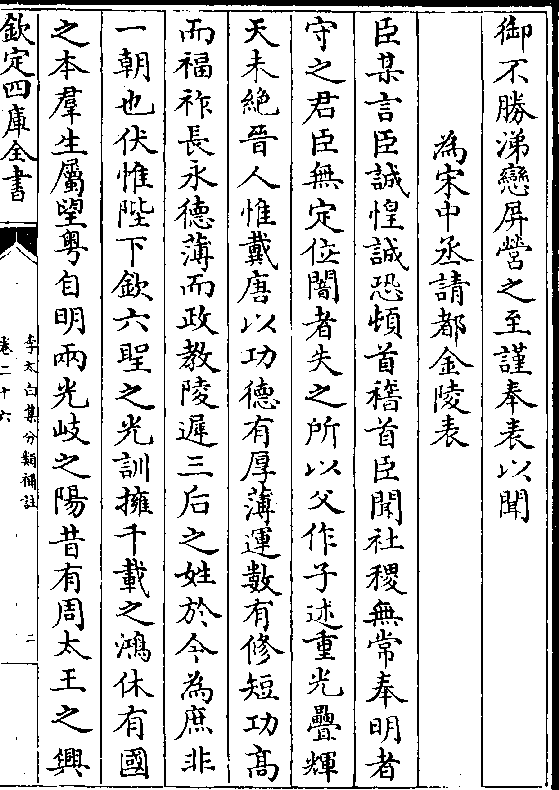 御不勝涕戀屏營之至謹奉表以聞
為宋中丞請都金陵表
臣某言臣誠惶誠恐頓首稽首臣聞社稷無常奉明者
守之君臣無定位闇者失之所以父作子述重光疊輝
天未絶晉人惟戴唐以功德有厚薄運數有修短功髙
而福祚長永德薄而政教陵遲三后之姓於今為庶非
一朝也伏惟陛下欽六聖之光訓擁千載之鴻休有國
之本羣生屬望粤自明兩光岐之陽昔有周太王之興
欽定四庫全書
李太白集分類補註
卷二十六
二